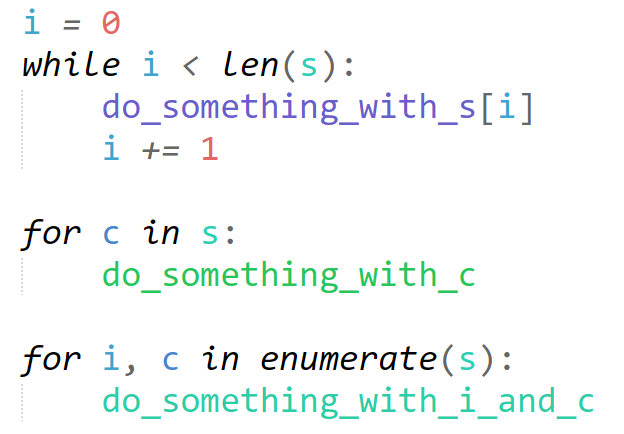 i = 0
while i < len(s):
    do_something_with_s[i]
    i += 1

for c in s:
    do_something_with_c

for i, c in enumerate(s):
    do_something_with_i_and_c